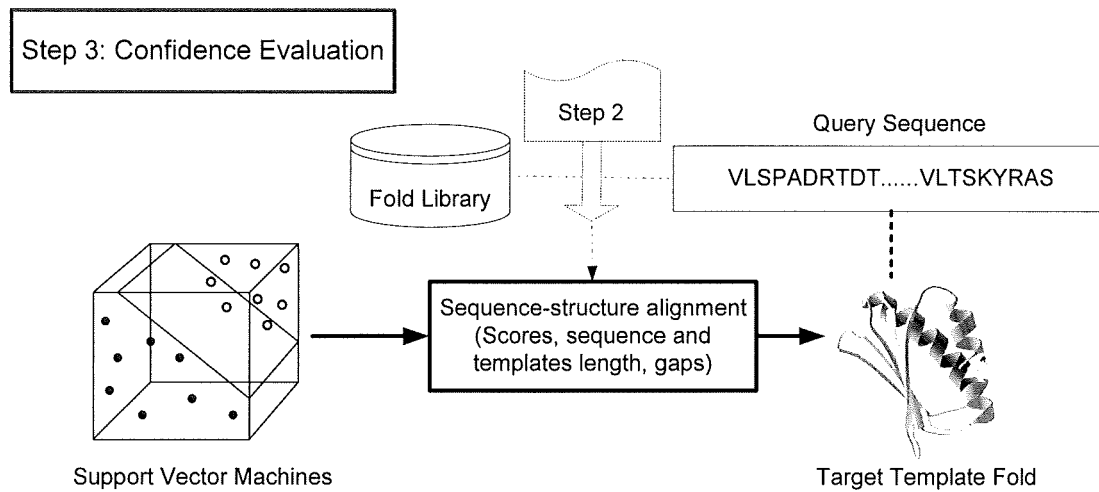 Step 3: Confidence Evaluation
Step 2
Query Sequence
Fold Library
VLSPADRTDT......VLTSKYRAS
Sequence-structure alignment
(Scores, sequence and
templates length, gaps)
Support Vector Machines
Target Template Fold